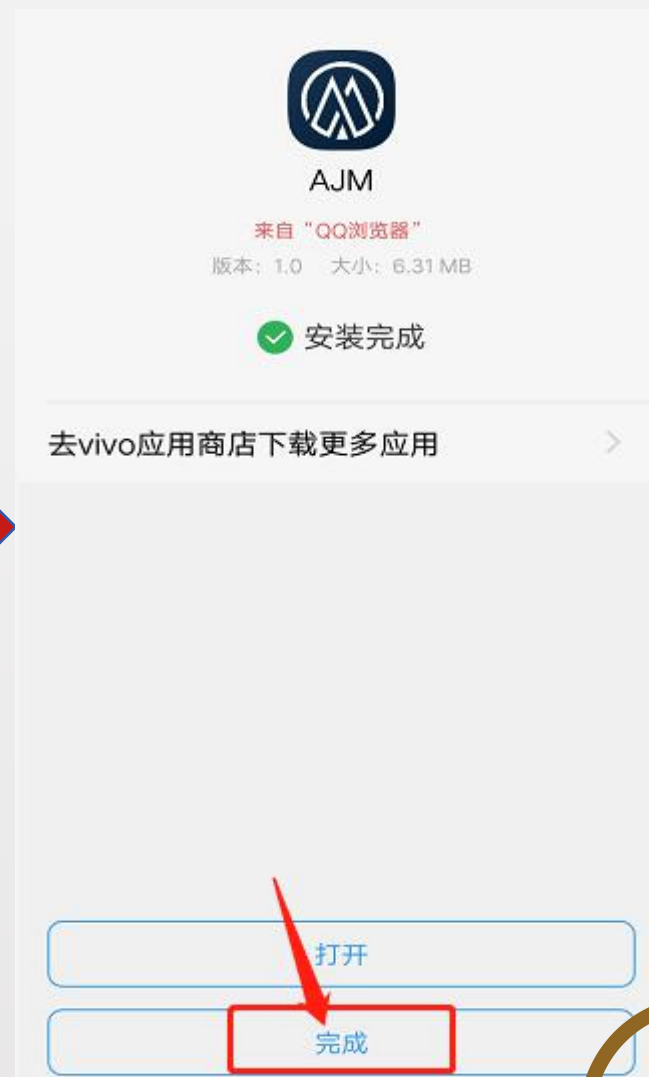 AJM
来自“QQ浏览器”
版本：1.0 大小：6.31 MB
安装完成
去vivo应用商店下载更多应用
打开
完成